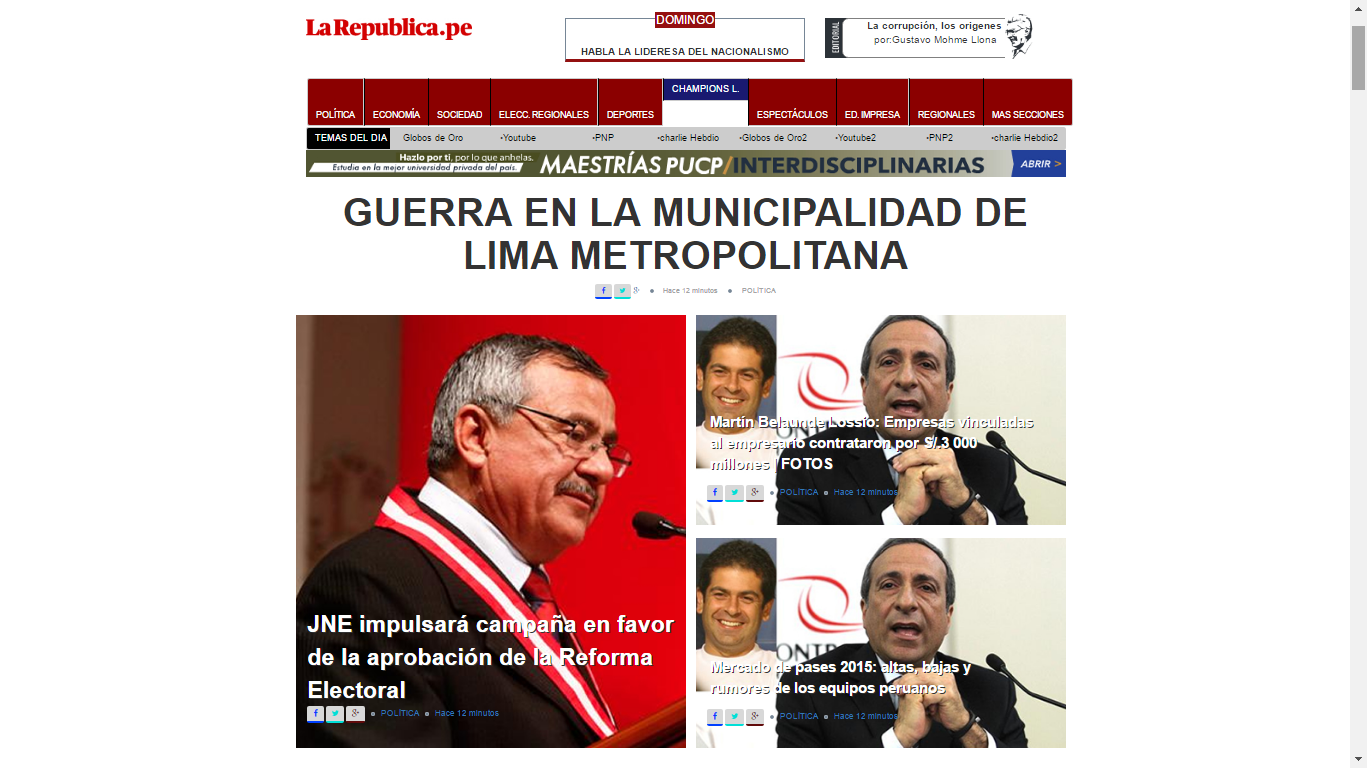 LaRepublica.pe
DOMINGO
HABLA LA LIDERESA DEL NACIONALISMO
EDITORIAL
La corrupción, los origenes
por:Gustavo Mohme Llona
POLÍTICA ECONOMÍA SOCIEDAD ELECC. REGIONALES DEPORTES CHAMPIONS L. ESPECTÁCULOS ED. IMPRESA REGIONALES MAS SECCIONES
TEMAS DEL DIA Globos de Oro •Youtube •PNP •charlie Hebdio •Globos de Oro2 •Youtube2 •PNP2 •charlie Hebdio2
Hazlo por ti, por lo que anhelas.
Estudia en la mejor universidad privada del país.
MAESTRÍAS PUCP/INTERDISCIPLINARIAS
ABRIR >
GUERRA EN LA MUNICIPALIDAD DE
LIMA METROPOLITANA
Hace 12 minutos • POLÍTICA
JNE impulsará campaña en favor
de la aprobación de la Reforma
Electoral
POLÍTICA • Hace 12 minutos
ONTR
Martín Belaunde Lossio: Empresas vinculadas
al empresario contrataron por S/.3 000
millones | FOTOS
POLÍTICA • Hace 12 minutos
ONTR
Mercado de pases 2015: altas, bajas y
rumores de los equipos peruanos
POLÍTICA • Hace 12 minutos